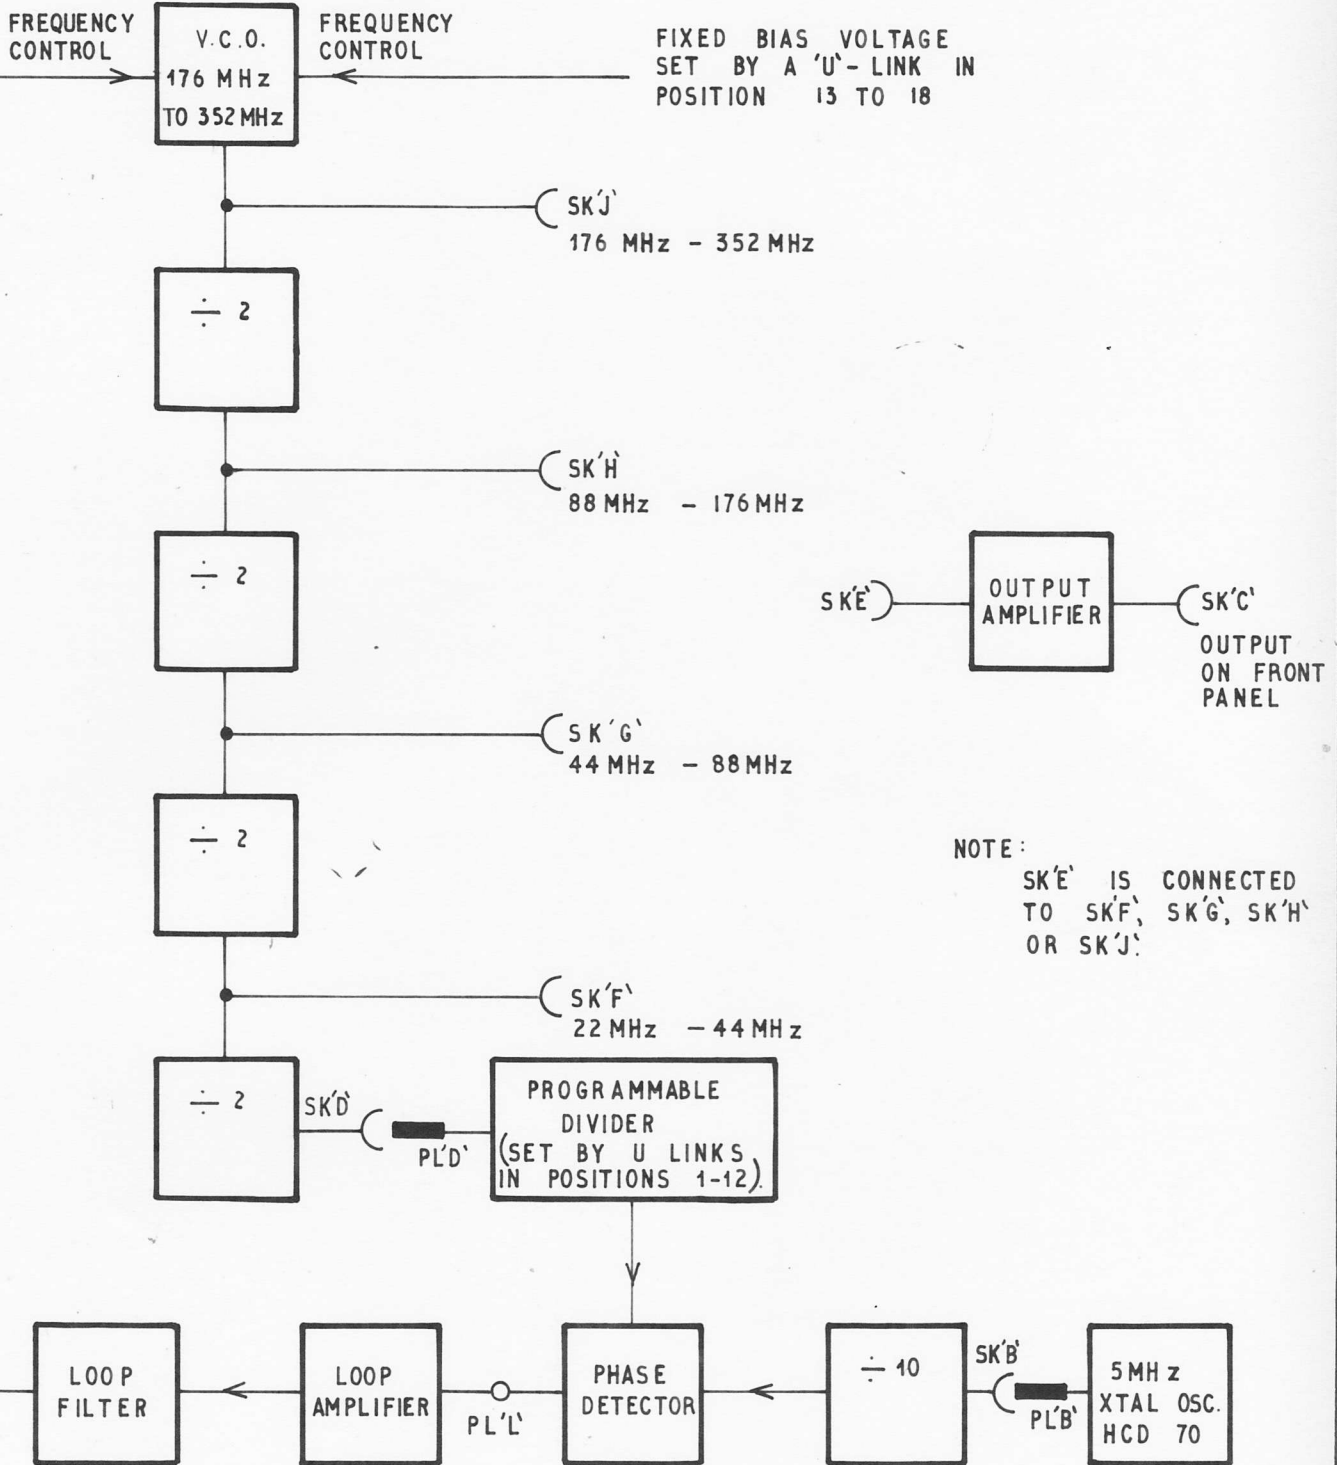 FREQUENCY
CONTROL
V.C.O.
176 MHz
TO 352 MHz
FREQUENCY
CONTROL
FIXED BIAS VOLTAGE
SET BY A 'U' - LINK IN
POSITION 13 TO 18
SK'J'
176 MHz - 352 MHz
÷ 2
SK'H'
88 MHz - 176 MHz
÷ 2
SK'E'
OUTPUT
AMPLIFIER
SK'C'
OUTPUT
ON FRONT
PANEL
SK'G'
44 MHz - 88 MHz
÷ 2
NOTE:
SK'E' IS CONNECTED
TO SK'F', SK'G', SK'H'
OR SK'J'.
SK'F'
22 MHz - 44 MHz
÷ 2
SK'D'
PL'D'
PROGRAMMABLE
DIVIDER
(SET BY U LINKS
IN POSITIONS 1-12).
LOOP
FILTER
LOOP
AMPLIFIER
PL'L'
PHASE
DETECTOR
÷ 10
SK'B'
PL'B'
5 MHz
XTAL OSC.
HCD 70